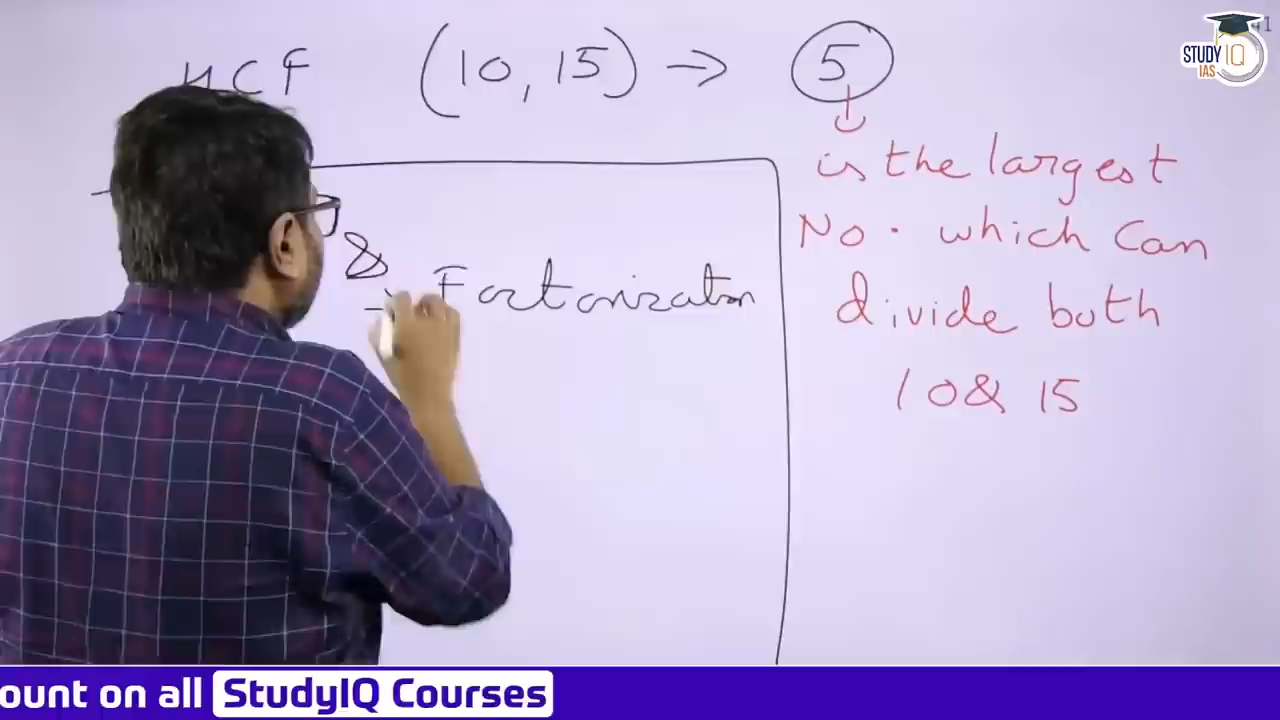 HCF (10, 15) → 5
is the largest
No. which can
divide both
10 & 15
&
Factorization
STUDY IQ
IAS
ount on all StudyIQ Courses